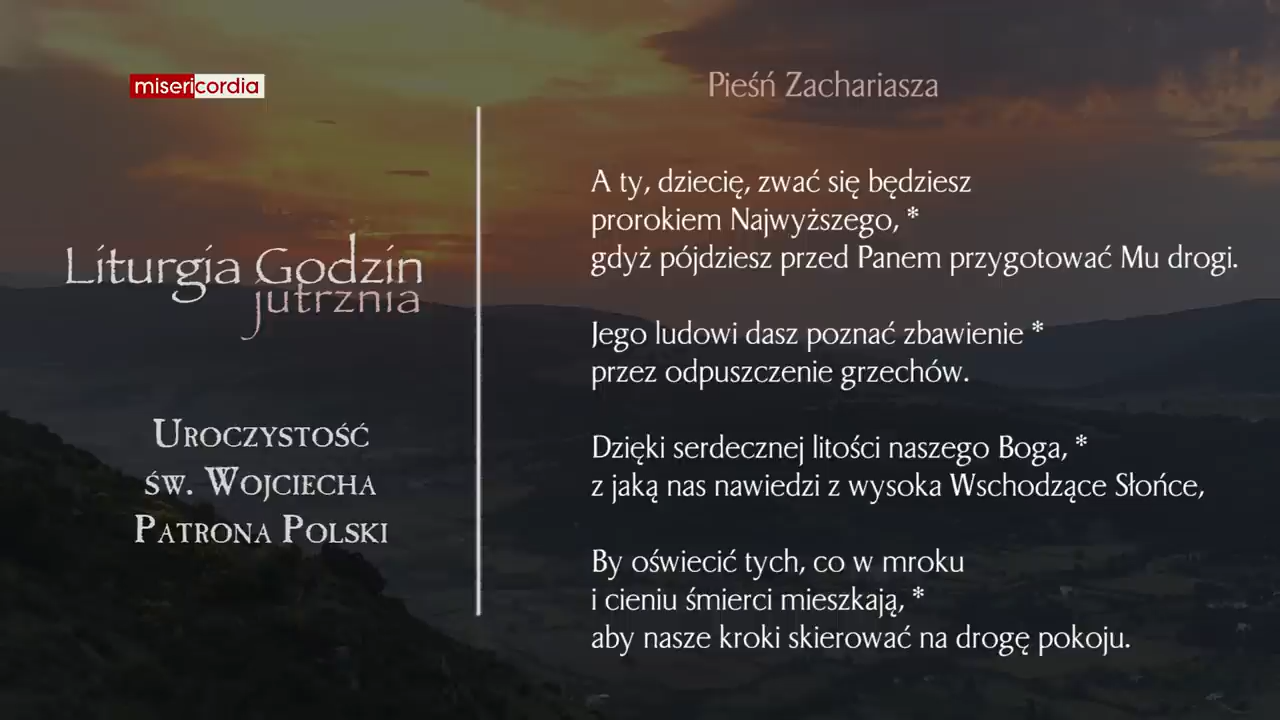 misericordia
Liturgia Godzin
jutrznia
Uroczystość
św. Wojciecha
Patrona Polski
Pieśń Zachariasza
A ty, dziecię, zwać się będziesz
prorokiem Najwyższego, *
gdyż pójdziesz przed Panem przygotować Mu drogi.
Jego ludowi dasz poznać zbawienie *
przez odpuszczenie grzechów.
Dzięki serdecznej litości naszego Boga, *
z jaką nas nawiedzi z wysoka Wschodzące Słońce,
By oświecić tych, co w mroku
i cieniu śmierci mieszkają, *
aby nasze kroki skierować na drogę pokoju.